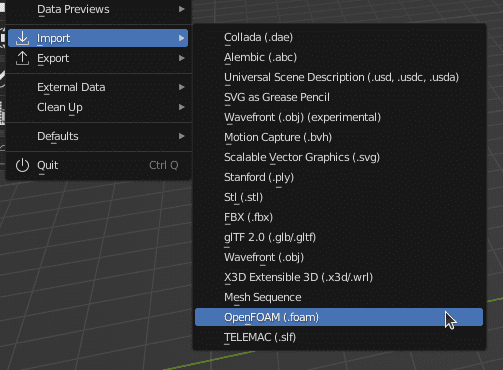 Data Previews
Import
Export
External Data
Clean Up
Defaults
Quit Ctrl Q
Collada (.dae)
Alembic (.abc)
Universal Scene Description (.usd, .usdc, .usda)
SVG as Grease Pencil
Wavefront (.obj) (experimental)
Motion Capture (.bvh)
Scalable Vector Graphics (.svg)
Stanford (.ply)
Stl (.stl)
FBX (.fbx)
glTF 2.0 (.glb/.gltf)
Wavefront (.obj)
X3D Extensible 3D (.x3d/.wrl)
Mesh Sequence
OpenFOAM (.foam)
TELEMAC (.slf)